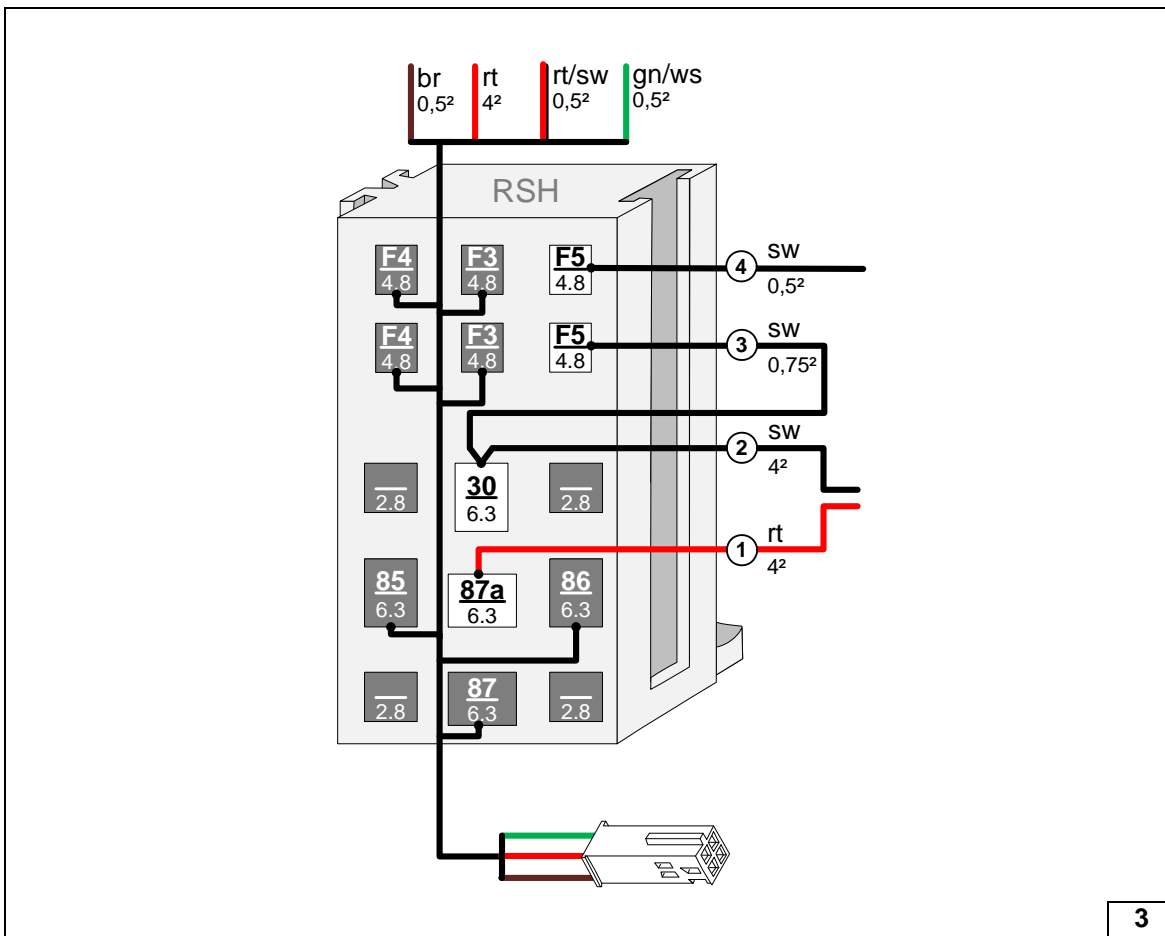 br rt rt/sw gn/ws
0,5² 4² 0,5² 0,5²
RSH
F4 F3 F5 4 sw
4.8 4.8 4.8 0,5²
F4 F3 F5 3 sw
4.8 4.8 4.8 0,75²
2 sw
4²
30
2.8 6.3 2.8
1 rt
4²
85 87a 86
6.3 6.3 6.3
87
2.8 6.3 2.8
3